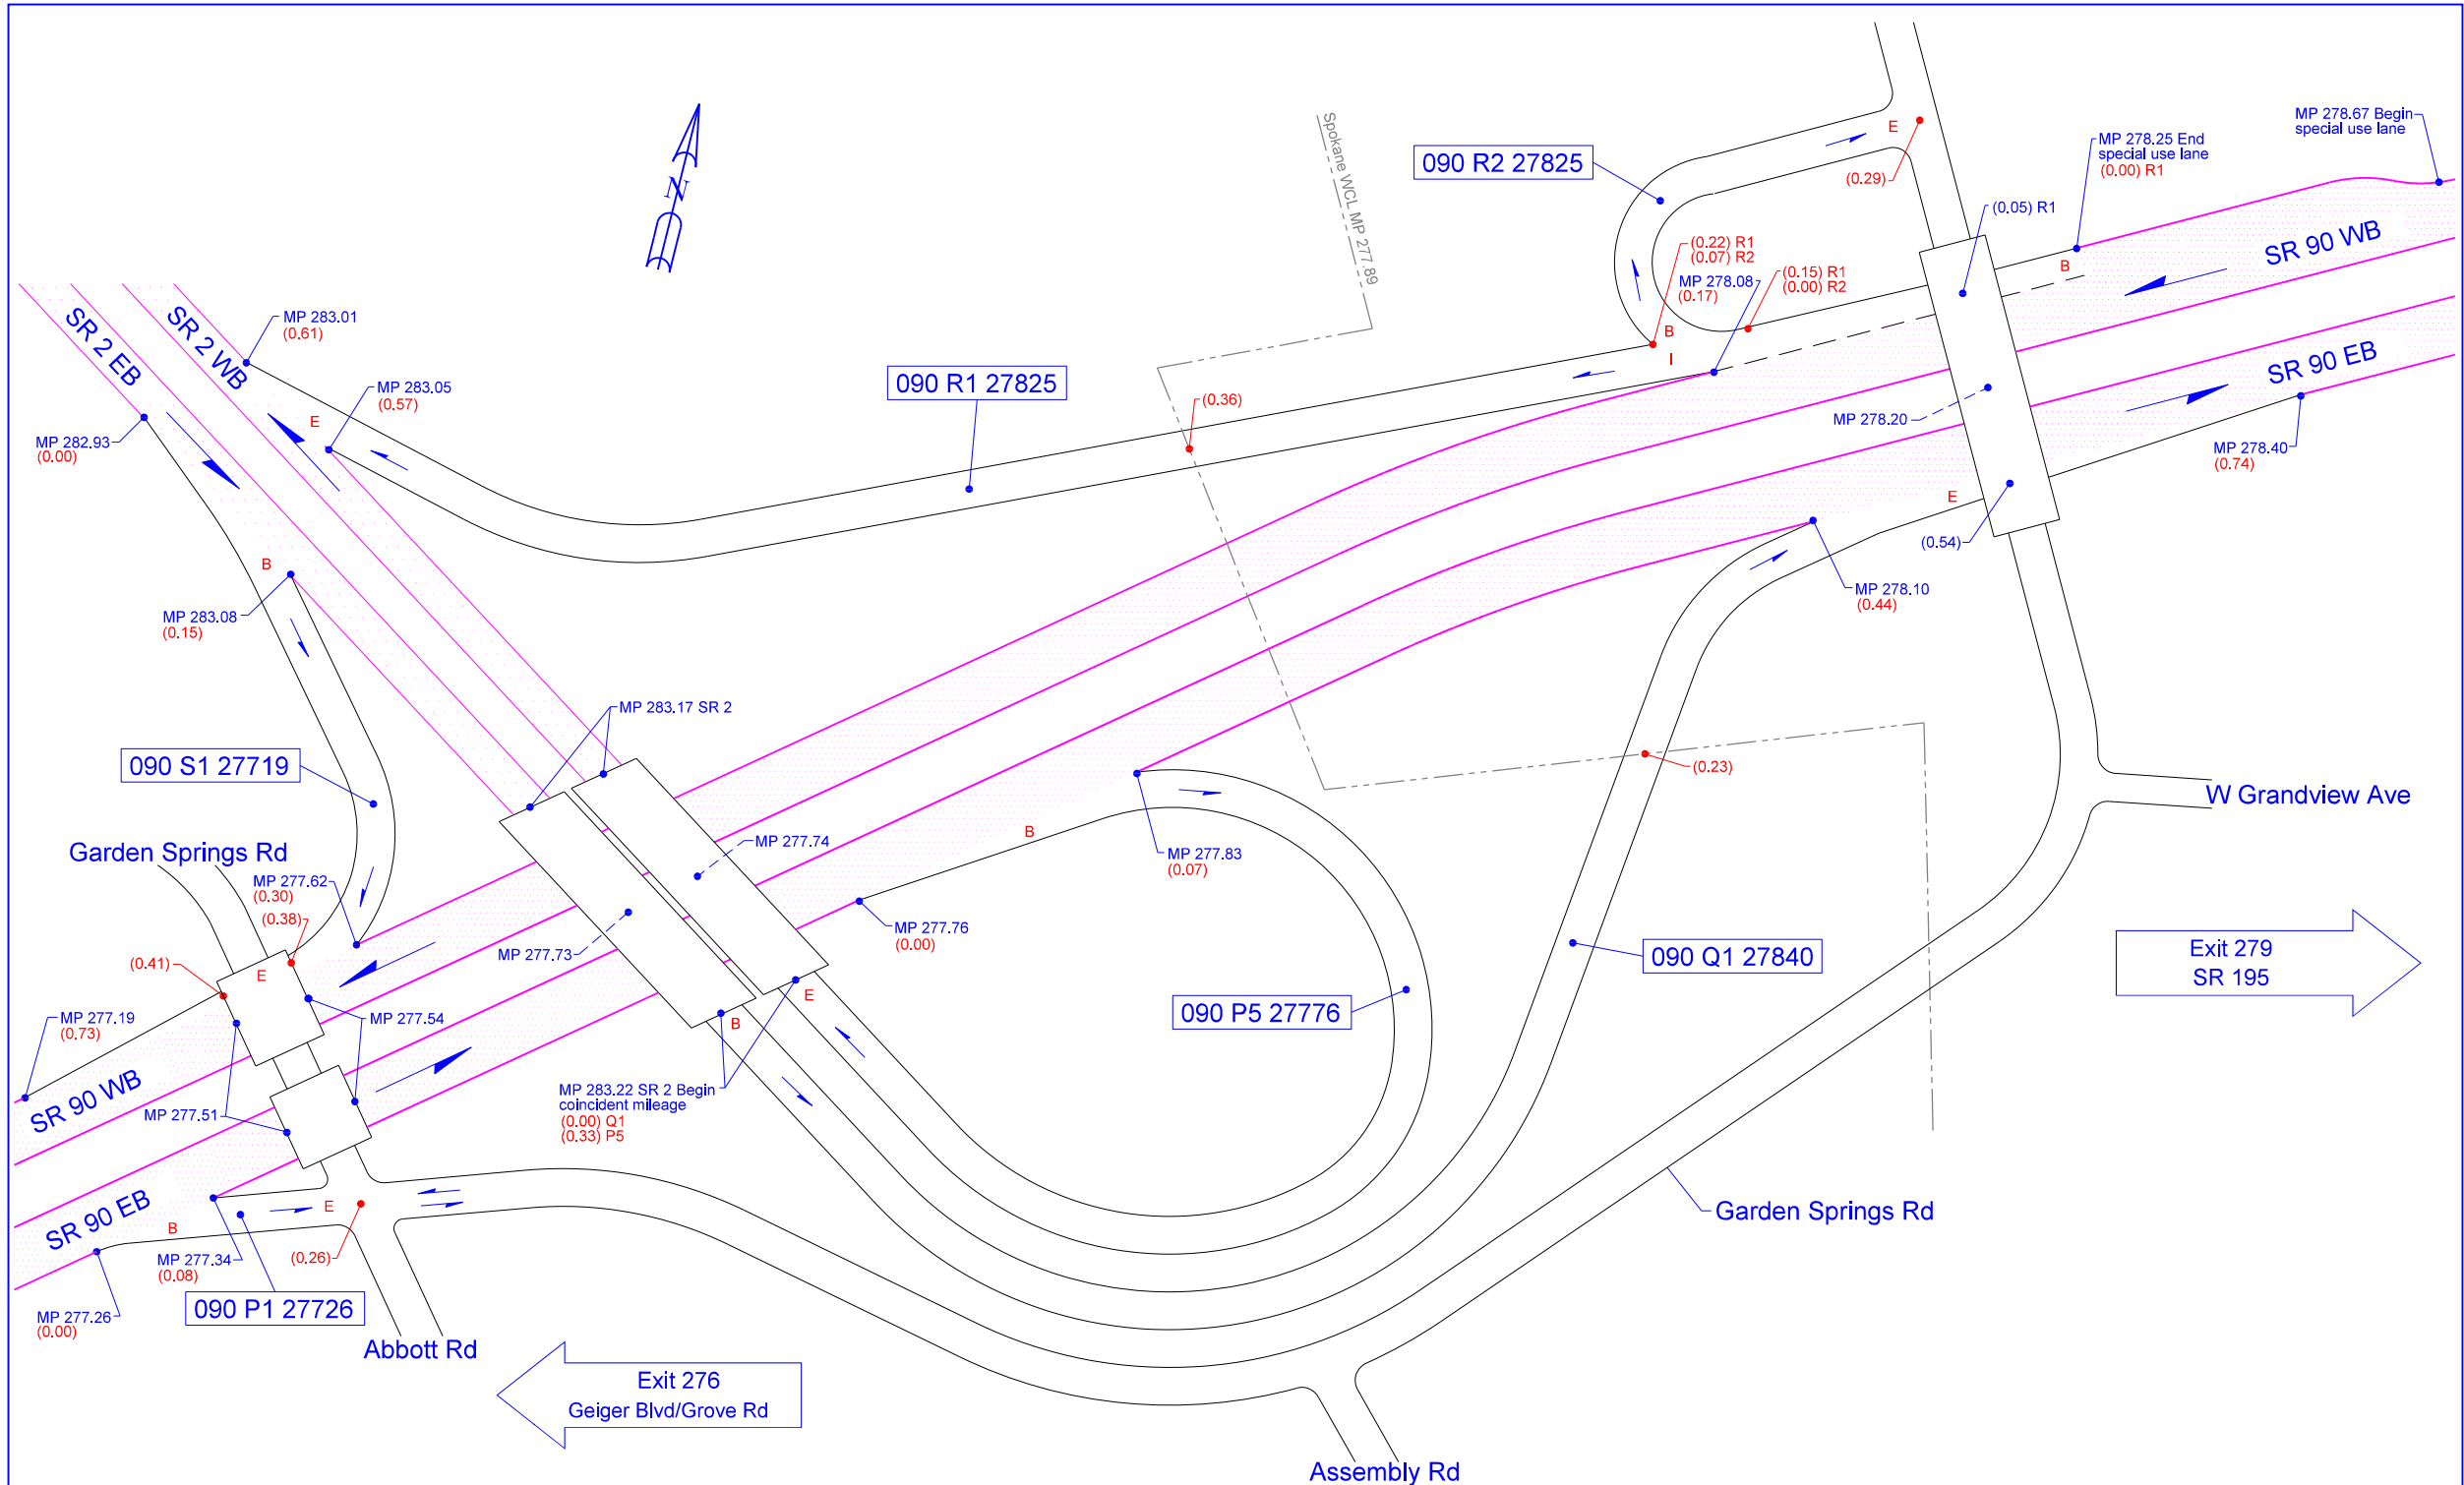 MP 278.67 Begin
special use lane
MP 278.25 End
special use lane
(0.00) R1
Spokane WCL MP 277.89
090 R2 27825
E
(0.29)
(0.05) R1
SR 90 WB
B
N
(0.22) R1
(0.07) R2
MP 278.08
(0.17)
(0.15) R1
(0.00) R2
B
I
SR 2 EB
SR 2 WB
MP 283.01
(0.61)
MP 283.05
(0.57)
E
090 R1 27825
(0.36)
SR 90 EB
MP 278.20
MP 278.40
(0.74)
MP 282.93
(0.00)
E
(0.54)
B
MP 283.08
(0.15)
MP 278.10
(0.44)
MP 283.17 SR 2
090 S1 27719
(0.23)
W Grandview Ave
Garden Springs Rd
MP 277.62
(0.30)
(0.38)
MP 277.74
B
MP 277.83
(0.07)
MP 277.76
(0.00)
MP 277.73
(0.41)
E
090 Q1 27840
Exit 279
SR 195
090 P5 27776
E
B
MP 277.19
(0.73)
MP 277.54
SR 90 WB
MP 277.51
MP 283.22 SR 2 Begin
coincident mileage
(0.00) Q1
(0.33) P5
SR 90 EB
B
E
MP 277.34
(0.08)
(0.26)
Garden Springs Rd
090 P1 27726
MP 277.26
(0.00)
Abbott Rd
Exit 276
Geiger Blvd/Grove Rd
Assembly Rd